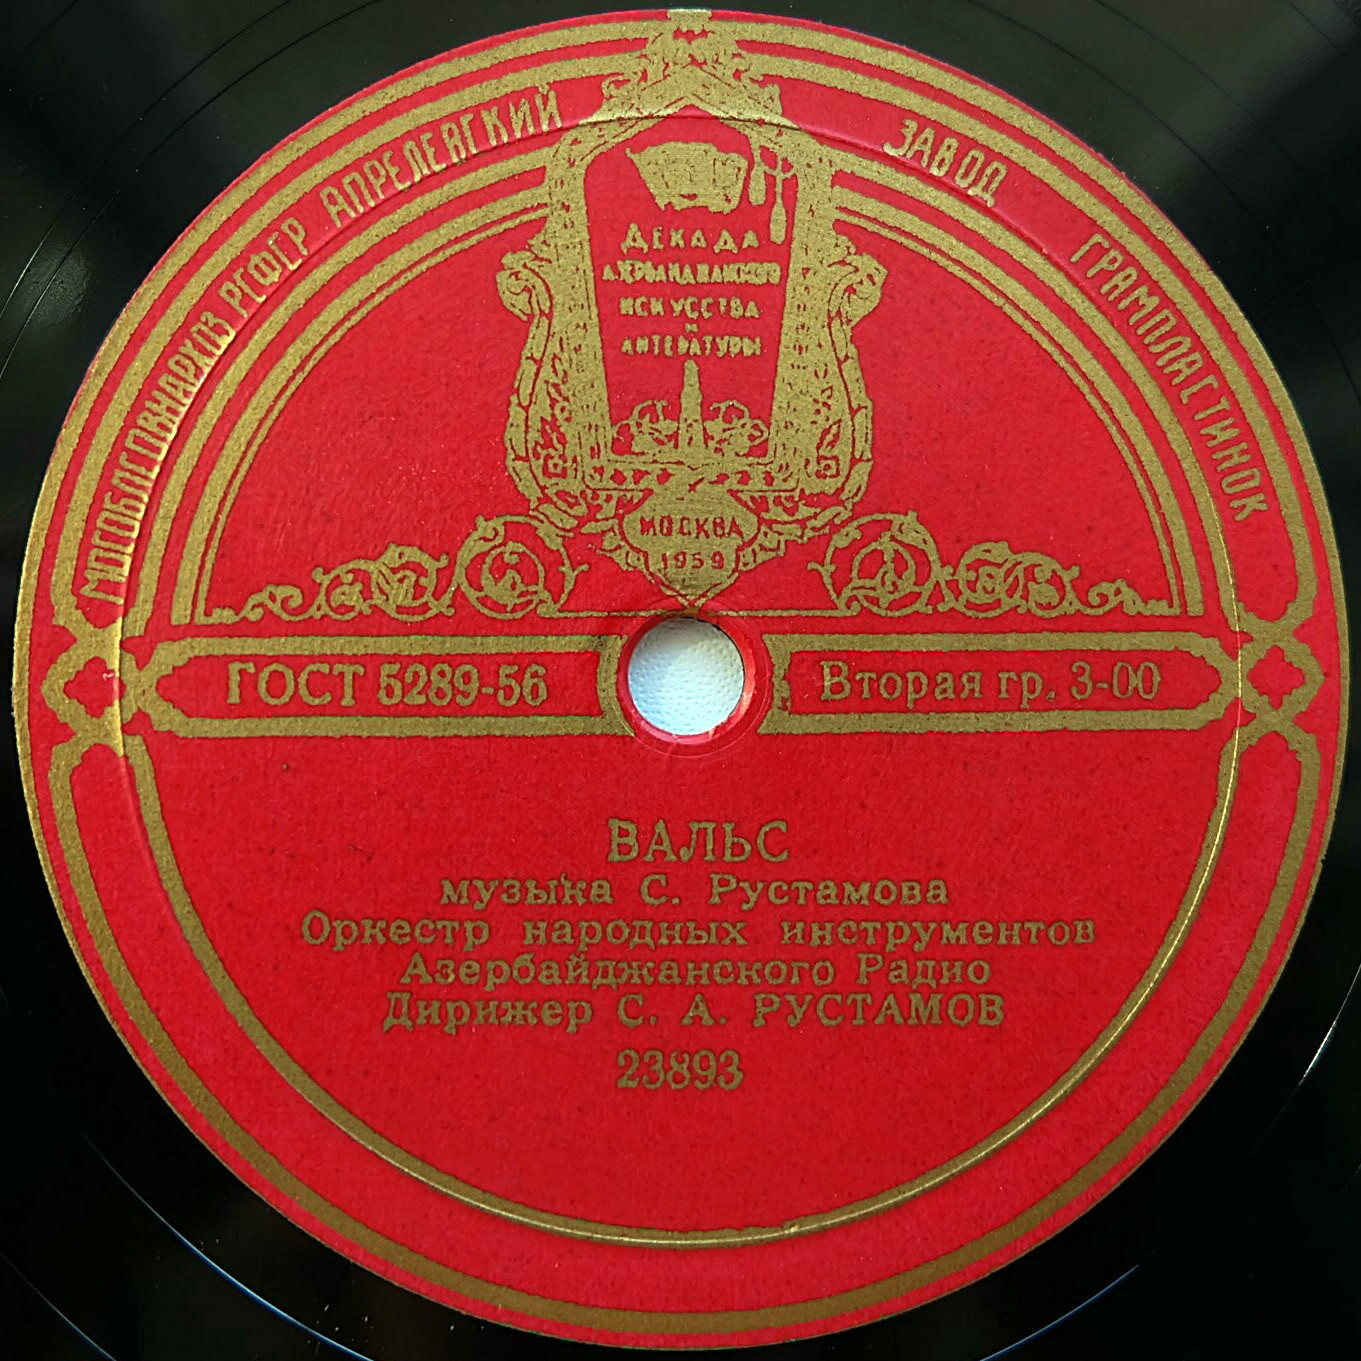 МОСОБЛСОВНАРХОЗ РСФСР АПРЕЛЕВСКИЙ ЗАВОД ГРАМПЛАСТИНОК
ДЕКАДА
АЗЕРБАЙДЖАНСКОГО
ИСКУССТВА
И
ЛИТЕРАТУРЫ
МОСКВА
1959
ГОСТ 5289-56
Вторая гр. 3-00
ВАЛЬС
музыка С. Рустамова
Оркестр народных инструментов
Азербайджанского Радио
Дирижер С. А. РУСТАМОВ
23893